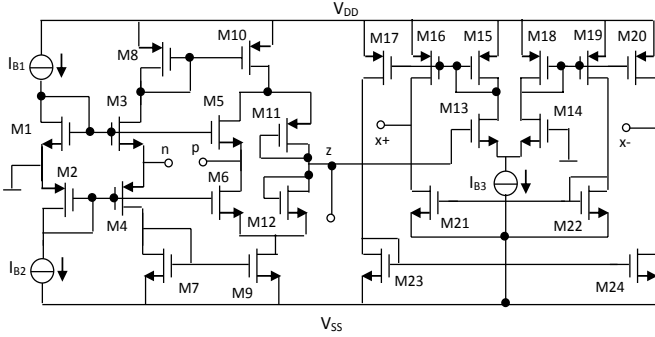 VDD
M17 M16 M15 M18 M19 M20
M10
M8
IB1
M3 M5
M11
M13 M14
M1
n p z
x+ x-
M2
M6
IB3
M4 M12
M21 M22
IB2
M7 M9
M23 M24
VSS